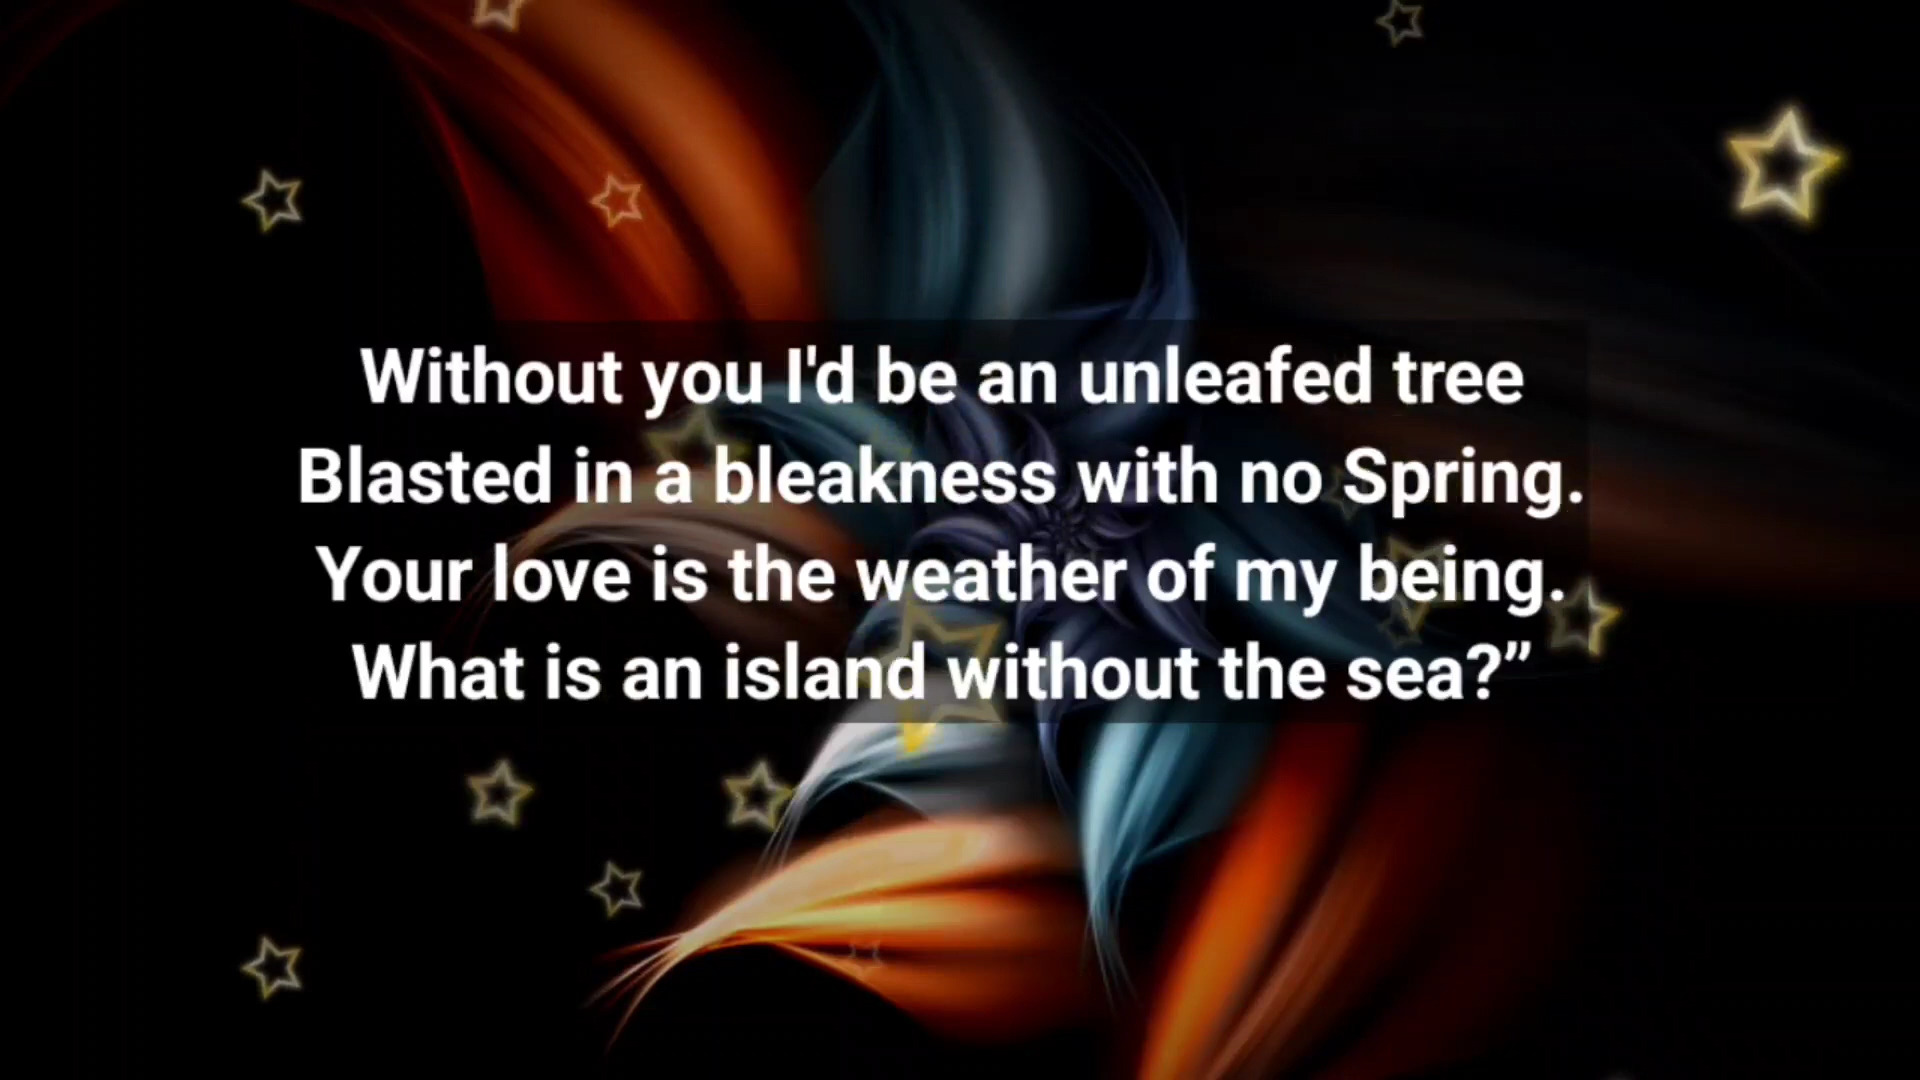 Without you I'd be an unleafed tree
Blasted in a bleakness with no Spring.
Your love is the weather of my being.
What is an island without the sea?”